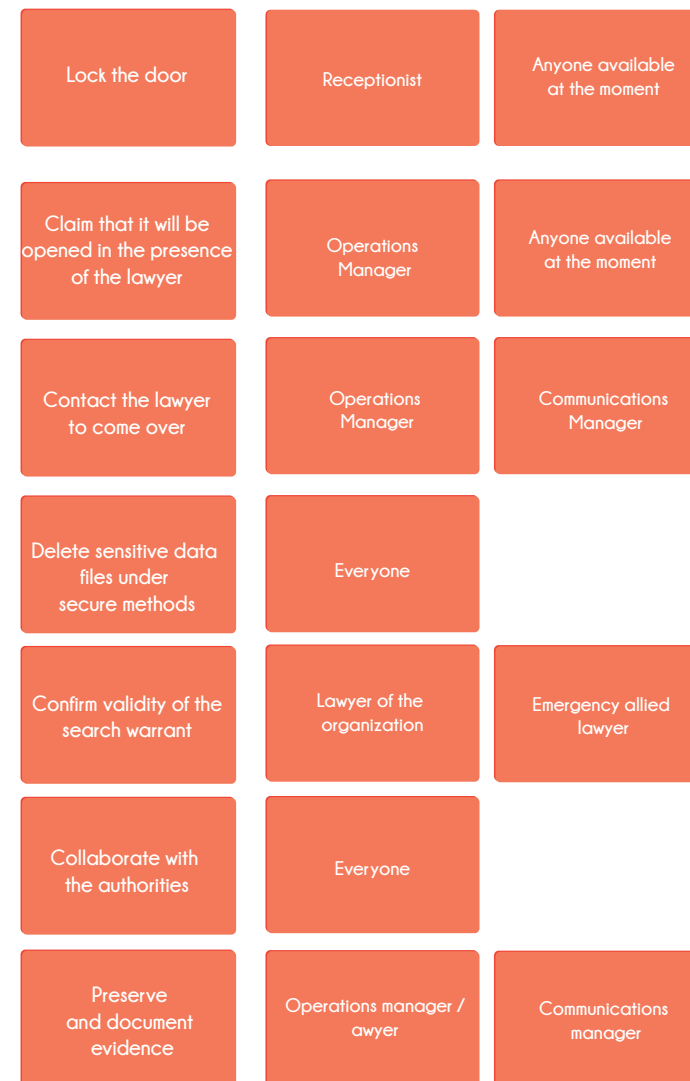 Lock the door
Receptionist
Anyone available
at the moment
Claim that it will be
opened in the presence
of the lawyer
Operations
Manager
Anyone available
at the moment
Contact the lawyer
to come over
Operations
Manager
Communications
Manager
Delete sensitive data
files under
secure methods
Everyone
Confirm validity of the
search warrant
Lawyer of the
organization
Emergency allied
lawyer
Collaborate with
the authorities
Everyone
Preserve
and document
evidence
Operations manager /
awyer
Communications
manager